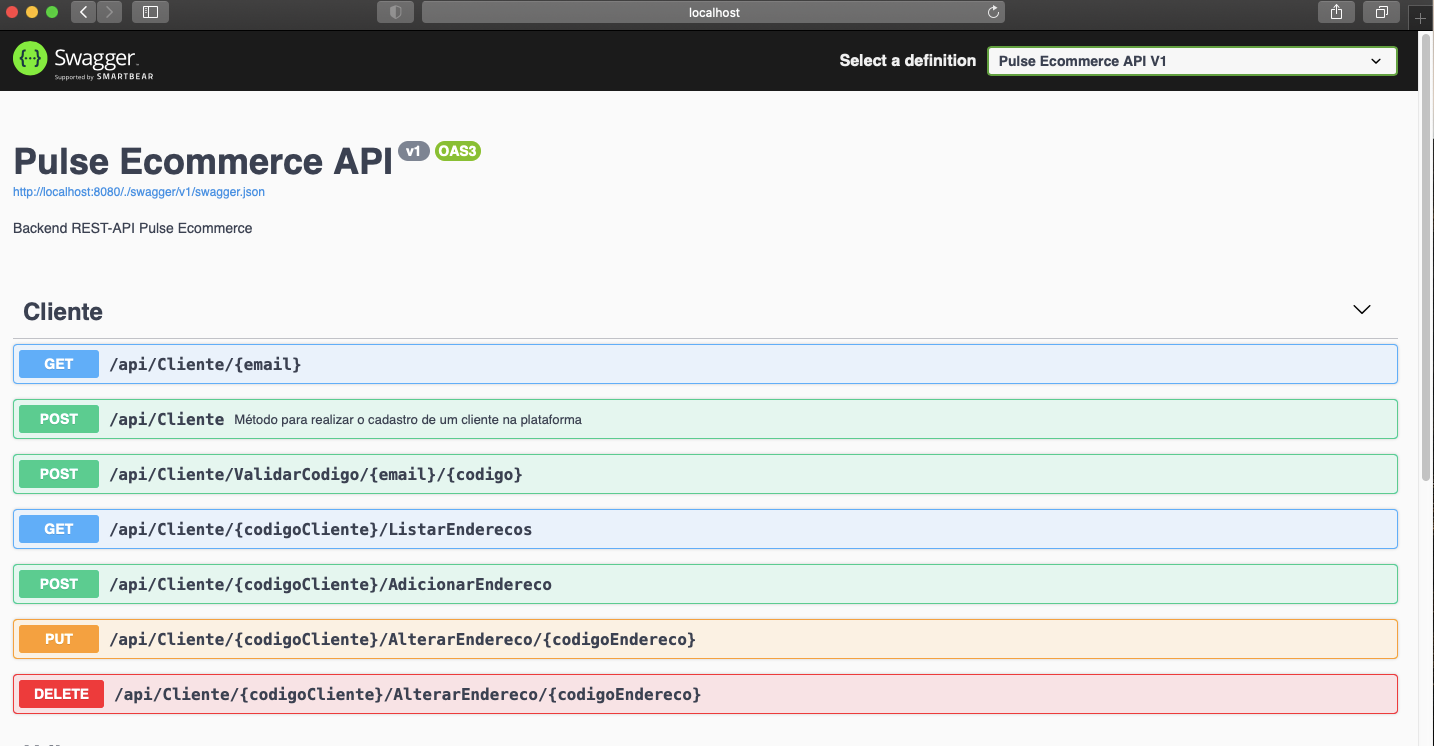 localhost
Swagger.
Supported by SMARTBEAR
Select a definition
Pulse Ecommerce API V1
Pulse Ecommerce API v1 OAS3
http://localhost:8080/./swagger/v1/swagger.json
Backend REST-API Pulse Ecommerce
Cliente
GET /api/Cliente/{email}
POST /api/Cliente Método para realizar o cadastro de um cliente na plataforma
POST /api/Cliente/ValidarCodigo/{email}/{codigo}
GET /api/Cliente/{codigoCliente}/ListarEnderecos
POST /api/Cliente/{codigoCliente}/AdicionarEndereco
PUT /api/Cliente/{codigoCliente}/AlterarEndereco/{codigoEndereco}
DELETE /api/Cliente/{codigoCliente}/AlterarEndereco/{codigoEndereco}